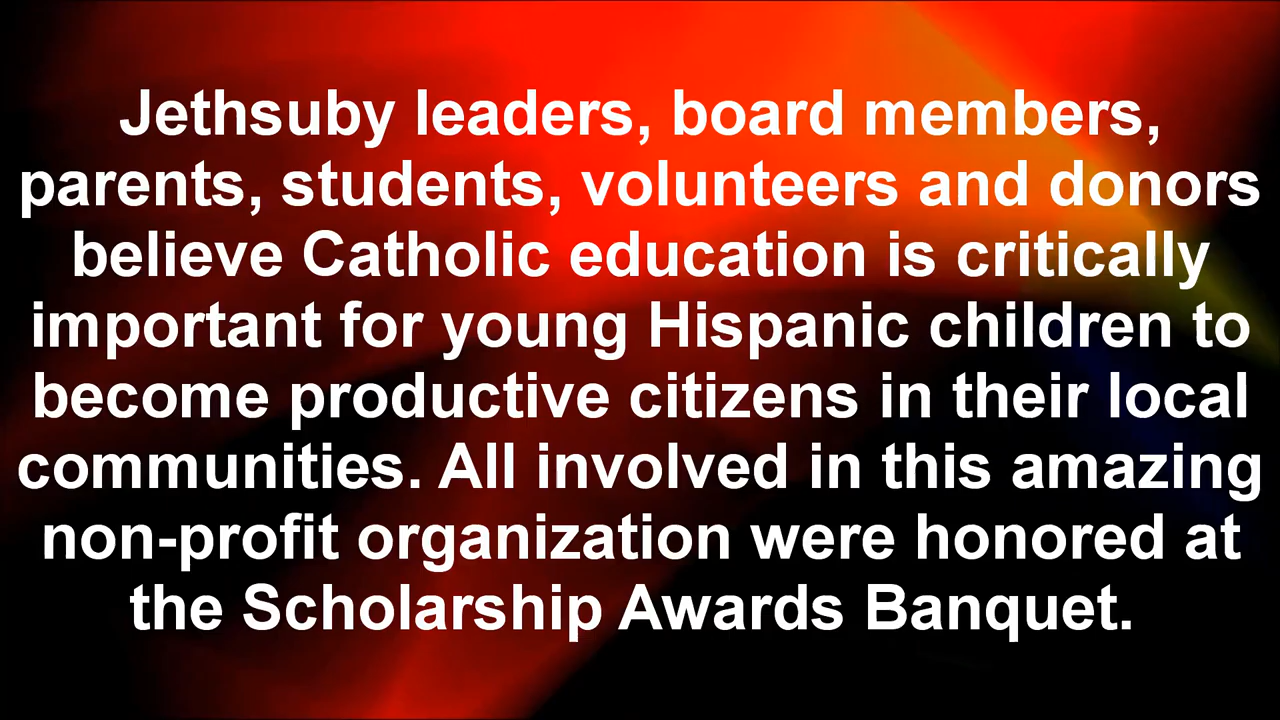 Jethsuby leaders, board members,
parents, students, volunteers and donors
believe Catholic education is critically
important for young Hispanic children to
become productive citizens in their local
communities. All involved in this amazing
non-profit organization were honored at
the Scholarship Awards Banquet.